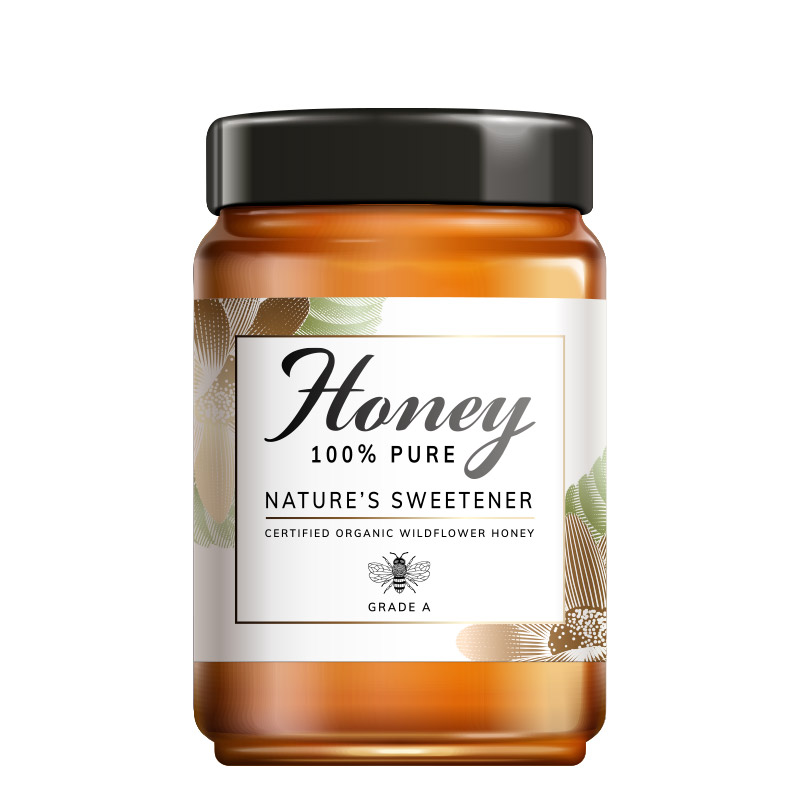 Honey
100% PURE
NATURE'S SWEETENER
CERTIFIED ORGANIC WILDFLOWER HONEY
GRADE A